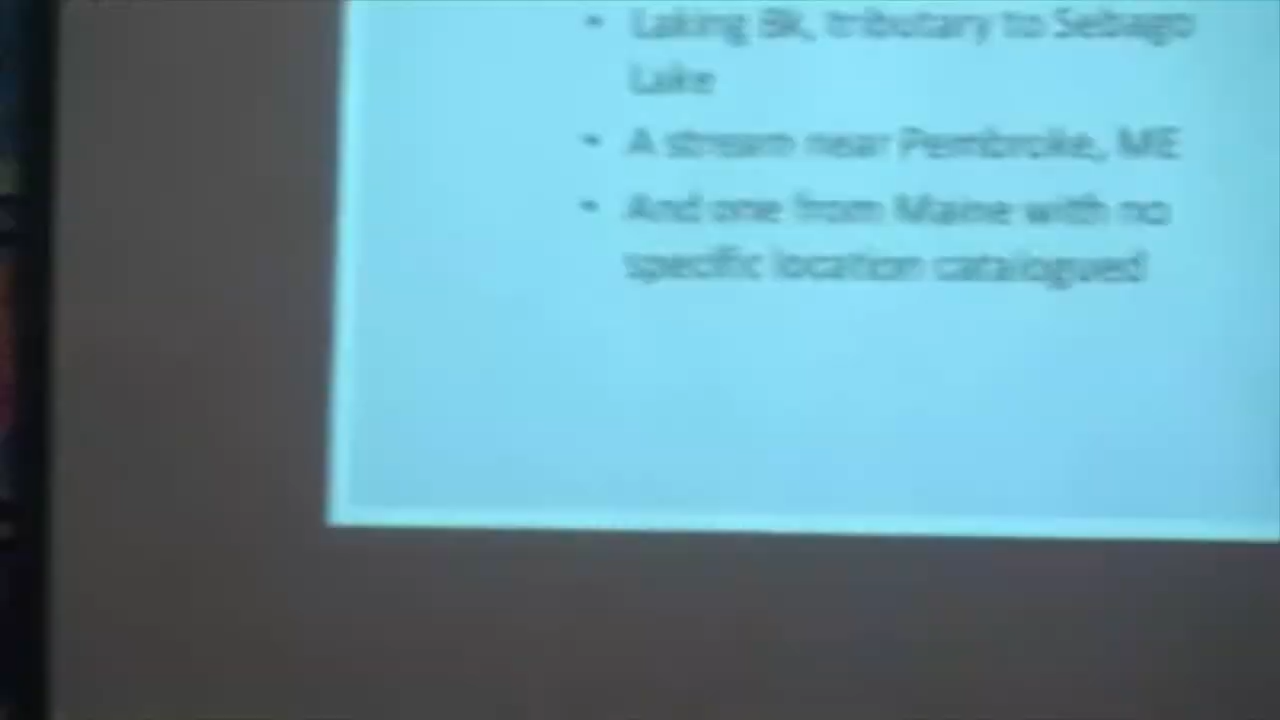 • Laking Bk, tributary to Sebago
Lake
• A stream near Pembroke, ME
• And one from Maine with no
specific location catalogued